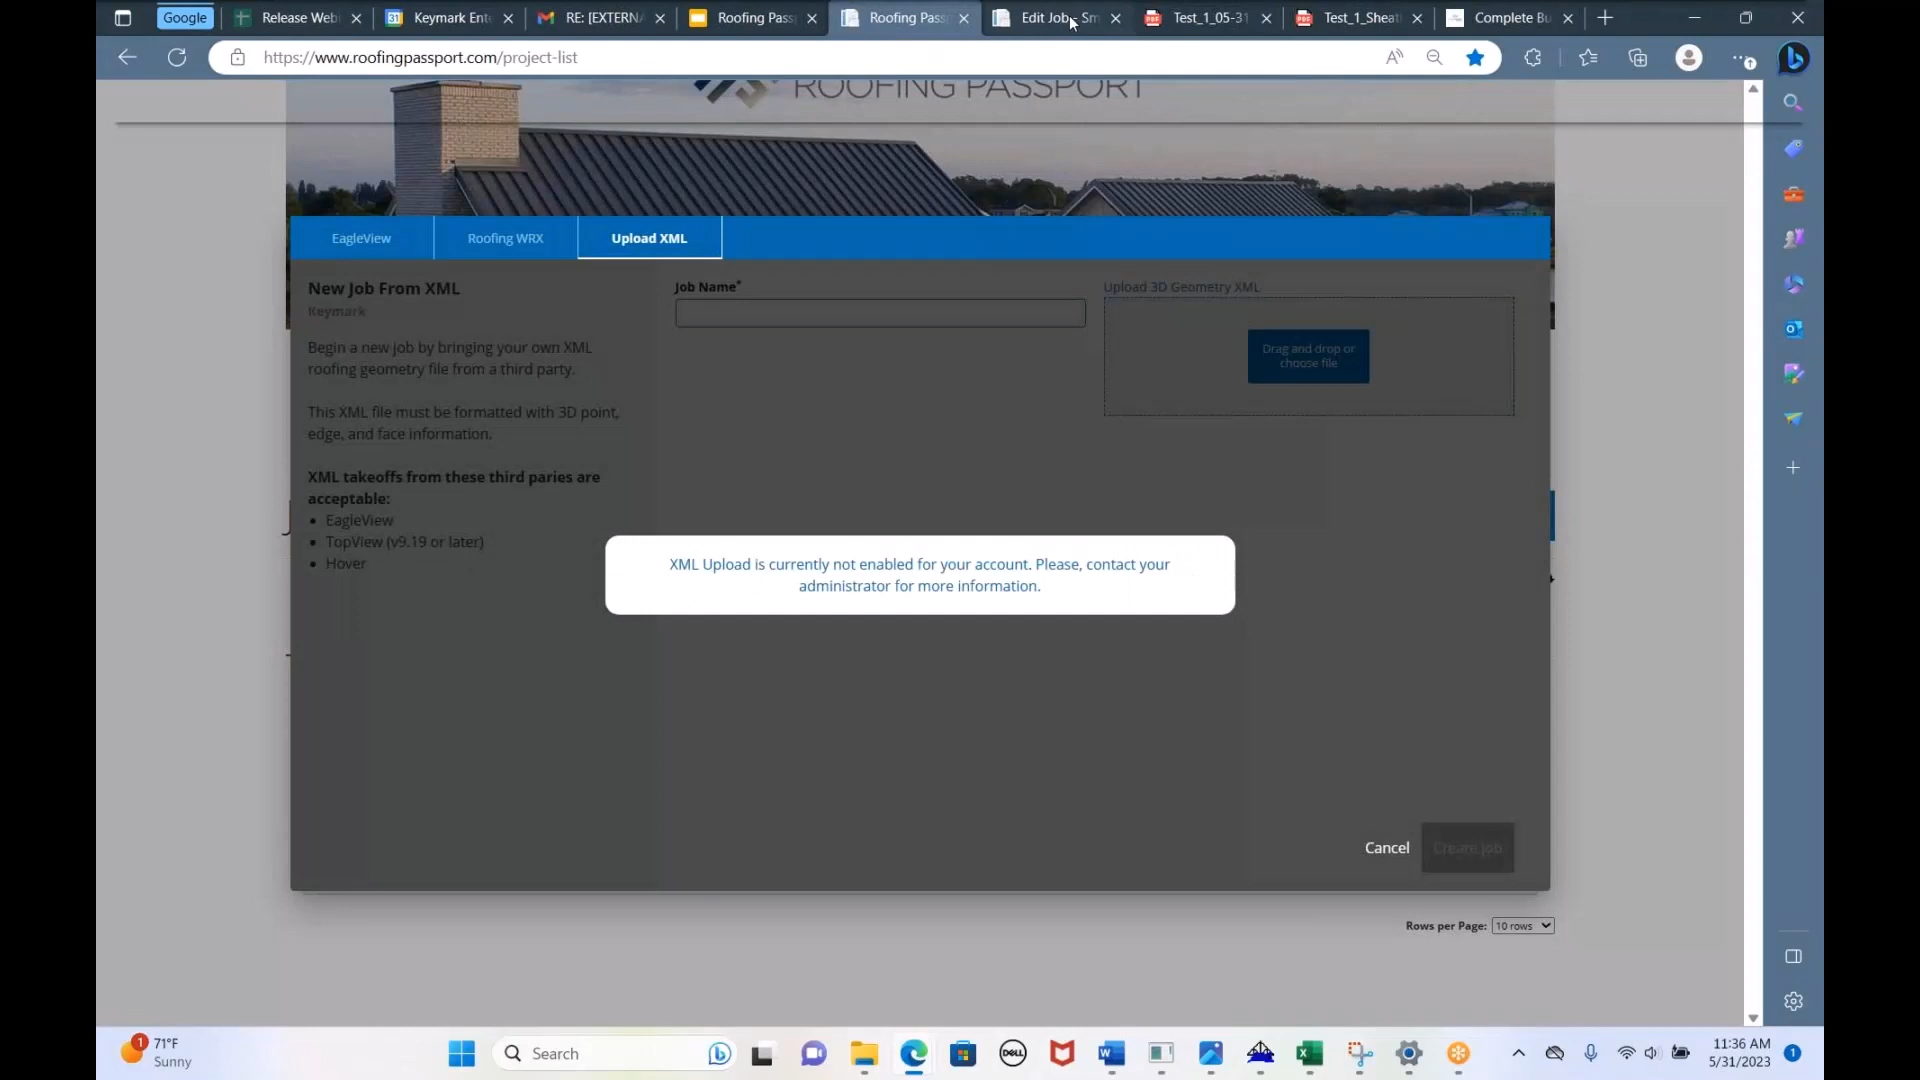 Google
Release Web
Keymark Ente
RE: [EXTERNA
Roofing Pass
Roofing Pass
Edit Job: Sm
Test_1_05-31
Test_1_Sheat
Complete Bu
https://www.roofingpassport.com/project-list
ROOFING PASSPORT
EagleView
Roofing WRX
Upload XML
New Job From XML
Keymark
Begin a new job by bringing your own XML
roofing geometry file from a third party.
This XML file must be formatted with 3D point,
edge, and face information.
XML takeoffs from these third paries are
acceptable:
• EagleView
• TopView (v9.19 or later)
• Hover
Job Name*
Upload 3D Geometry XML
Drag and drop or
choose file
XML Upload is currently not enabled for your account. Please, contact your
administrator for more information.
Cancel
Create Job
Rows per Page: 10 rows
1
71°F
Sunny
Search
DELL
11:36 AM
5/31/2023
1